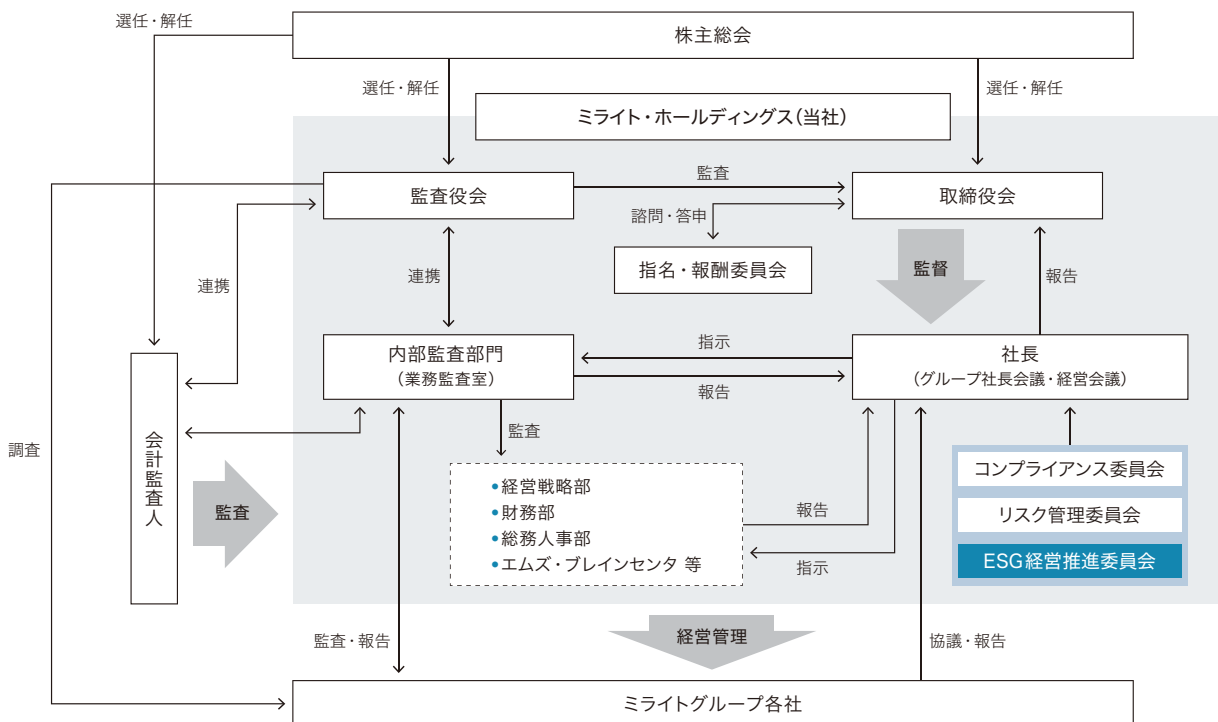 選任・解任
株主総会
選任・解任
選任・解任
ミライト・ホールディングス（当社）
監査役会
監査
取締役会
諮問・答申
指名・報酬委員会
監督
報告
連携
連携
内部監査部門
（業務監査室）
指示
報告
社長
（グループ社長会議・経営会議）
調査
会計監査人
監査
監査
•経営戦略部
•財務部
•総務人事部
•エムズ・ブレインセンタ 等
報告
指示
コンプライアンス委員会
リスク管理委員会
ESG経営推進委員会
監査・報告
経営管理
協議・報告
ミライトグループ各社